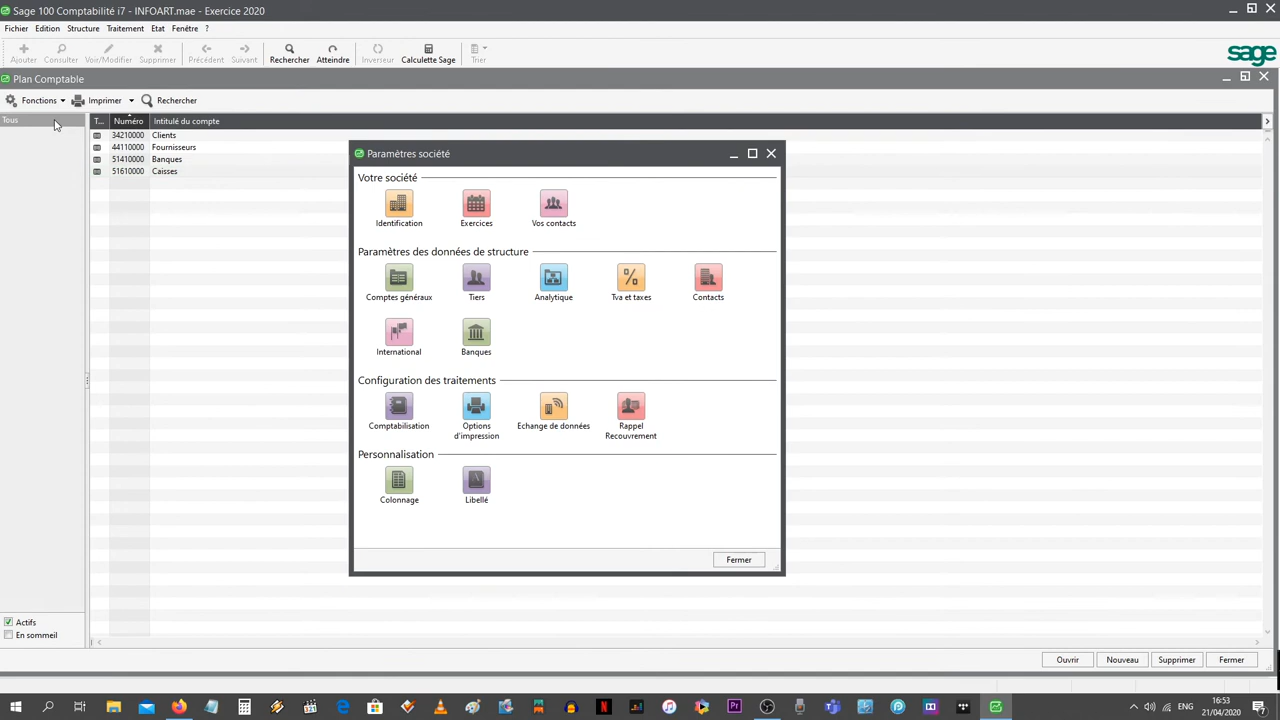 Sage 100 Comptabilité i7 - INFOART.mae - Exercice 2020
Fichier Edition Structure Traitement Etat Fenêtre ?
Ajouter Consulter Voir/Modifier Supprimer Précédent Suivant Rechercher Atteindre Inverseur Calculette Sage Trier
sage
Plan Comptable
Fonctions Imprimer Rechercher
Tous
T... Numéro Intitulé du compte
34210000 Clients
44110000 Fournisseurs
51410000 Banques
51610000 Caisses
Paramètres société
Votre société
Identification Exercices Vos contacts
Paramètres des données de structure
Comptes généraux Tiers Analytique Tva et taxes Contacts
International Banques
Configuration des traitements
Comptabilisation Options d'impression Echange de données Rappel Recouvrement
Personnalisation
Colonnage Libellé
Fermer
Actifs
En sommeil
Ouvrir Nouveau Supprimer Fermer
16:53
21/04/2020